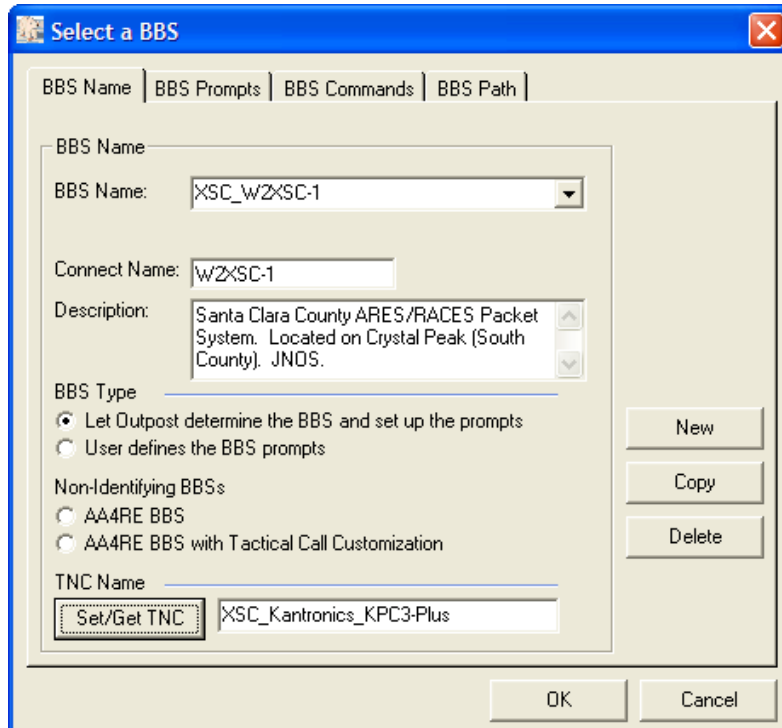 Select a BBS
BBS Name BBS Prompts BBS Commands BBS Path
BBS Name
BBS Name: XSC_W2XSC-1
Connect Name: W2XSC-1
Description: Santa Clara County ARES/RACES Packet
System. Located on Crystal Peak (South
County). JNOS.
BBS Type
Let Outpost determine the BBS and set up the prompts
User defines the BBS prompts
New
Non-Identifying BBSs
Copy
AA4RE BBS
AA4RE BBS with Tactical Call Customization
Delete
TNC Name
Set/Get TNC XSC_Kantronics_KPC3-Plus
OK Cancel